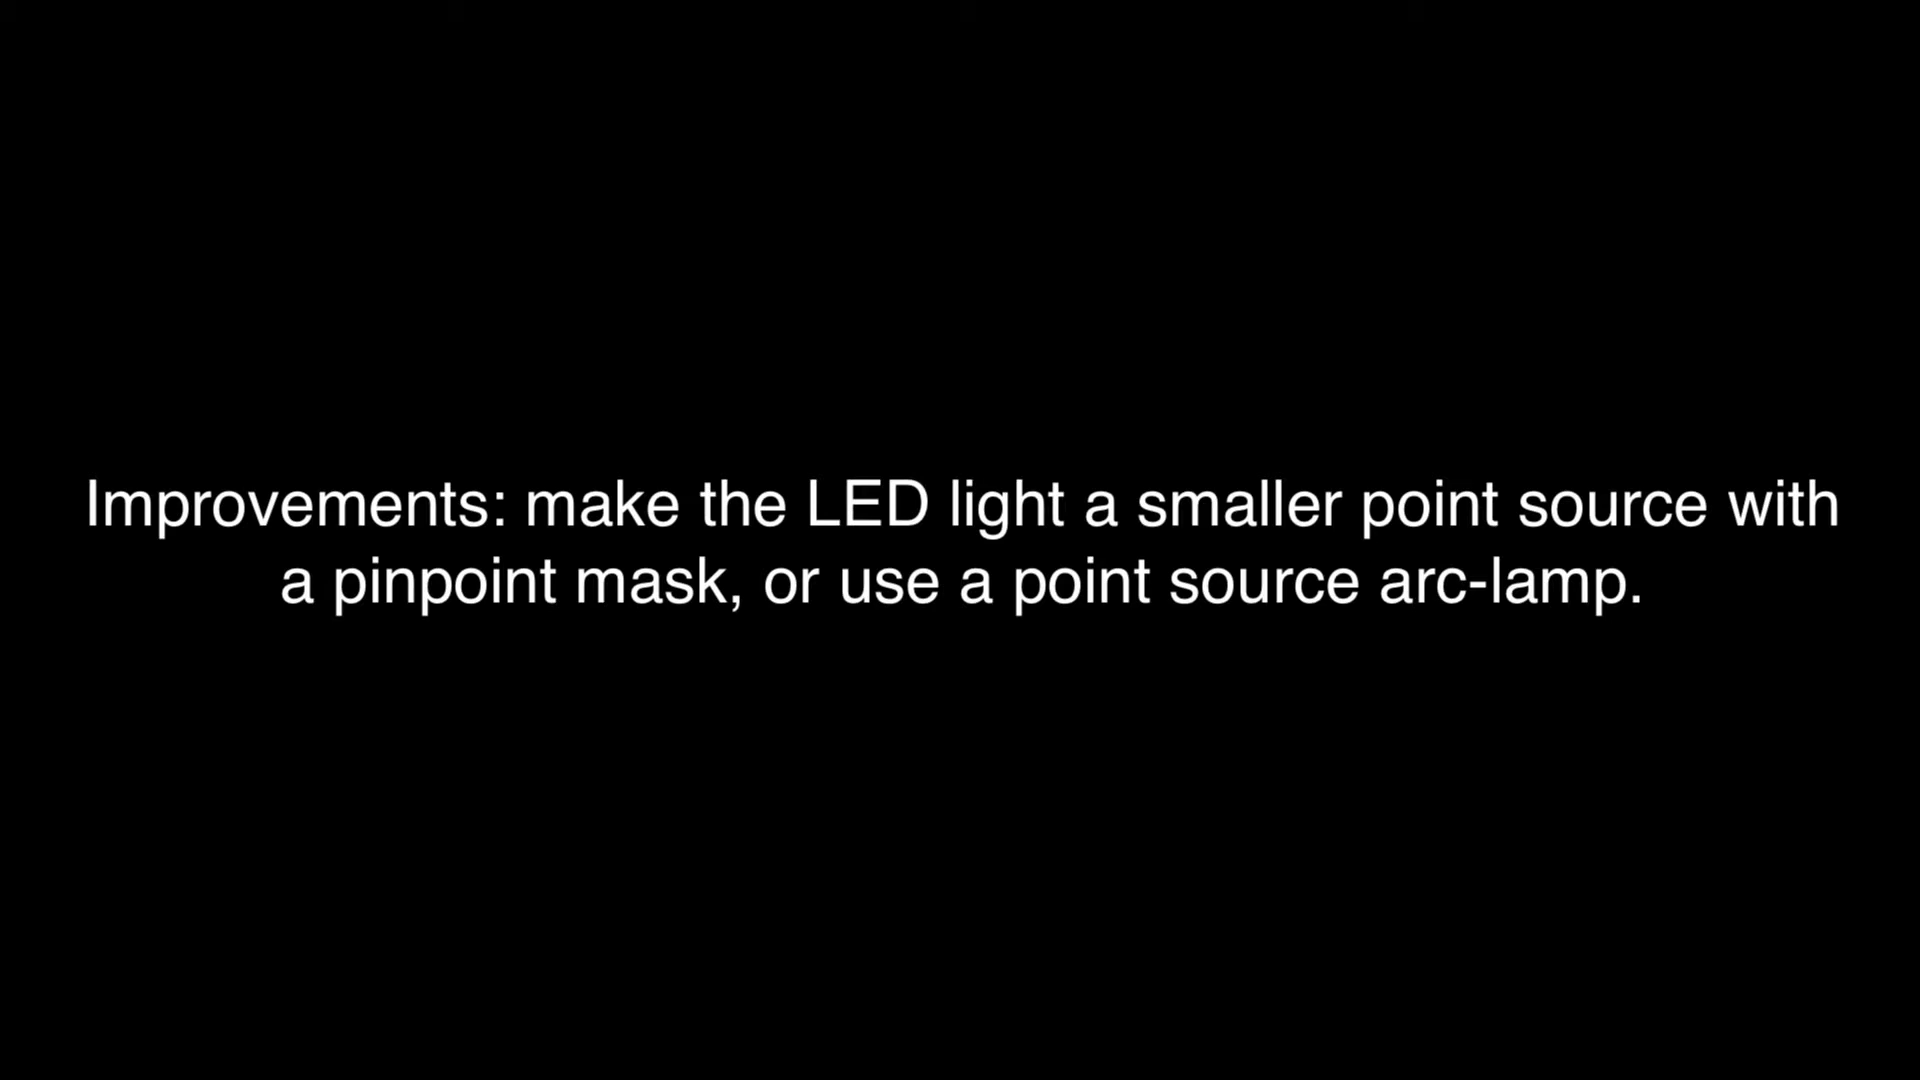 Improvements: make the LED light a smaller point source with
a pinpoint mask, or use a point source arc-lamp.